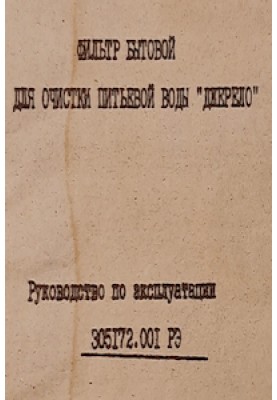 ФИЛЬТР БЫТОВОЙ
ДЛЯ ОЧИСТКИ ПИТЬЕВОЙ ВОДЫ "ДЖЕРЕЛО"
Руководство по эксплуатации
305172.001 РЭ